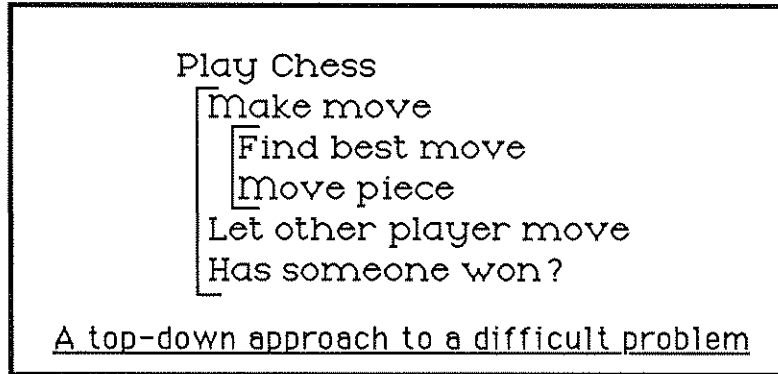 Play Chess
Make move
Find best move
Move piece
Let other player move
Has someone won?
A top-down approach to a difficult problem